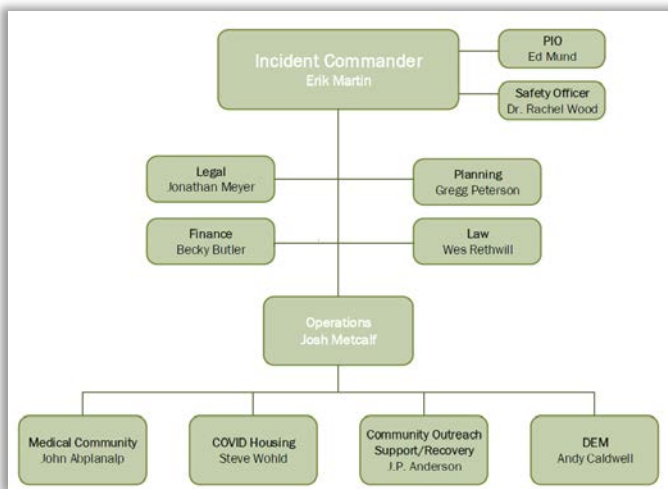 Incident Commander
Erik Martin
PIO
Ed Mund
Safety Officer
Dr. Rachel Wood
Legal
Jonathan Meyer
Planning
Gregg Peterson
Finance
Becky Butler
Law
Wes Rethwill
Operations
Josh Metcalf
Medical Community
John Abplanalp
COVID Housing
Steve Wohld
Community Outreach
Support/Recovery
J.P. Anderson
DEM
Andy Caldwell